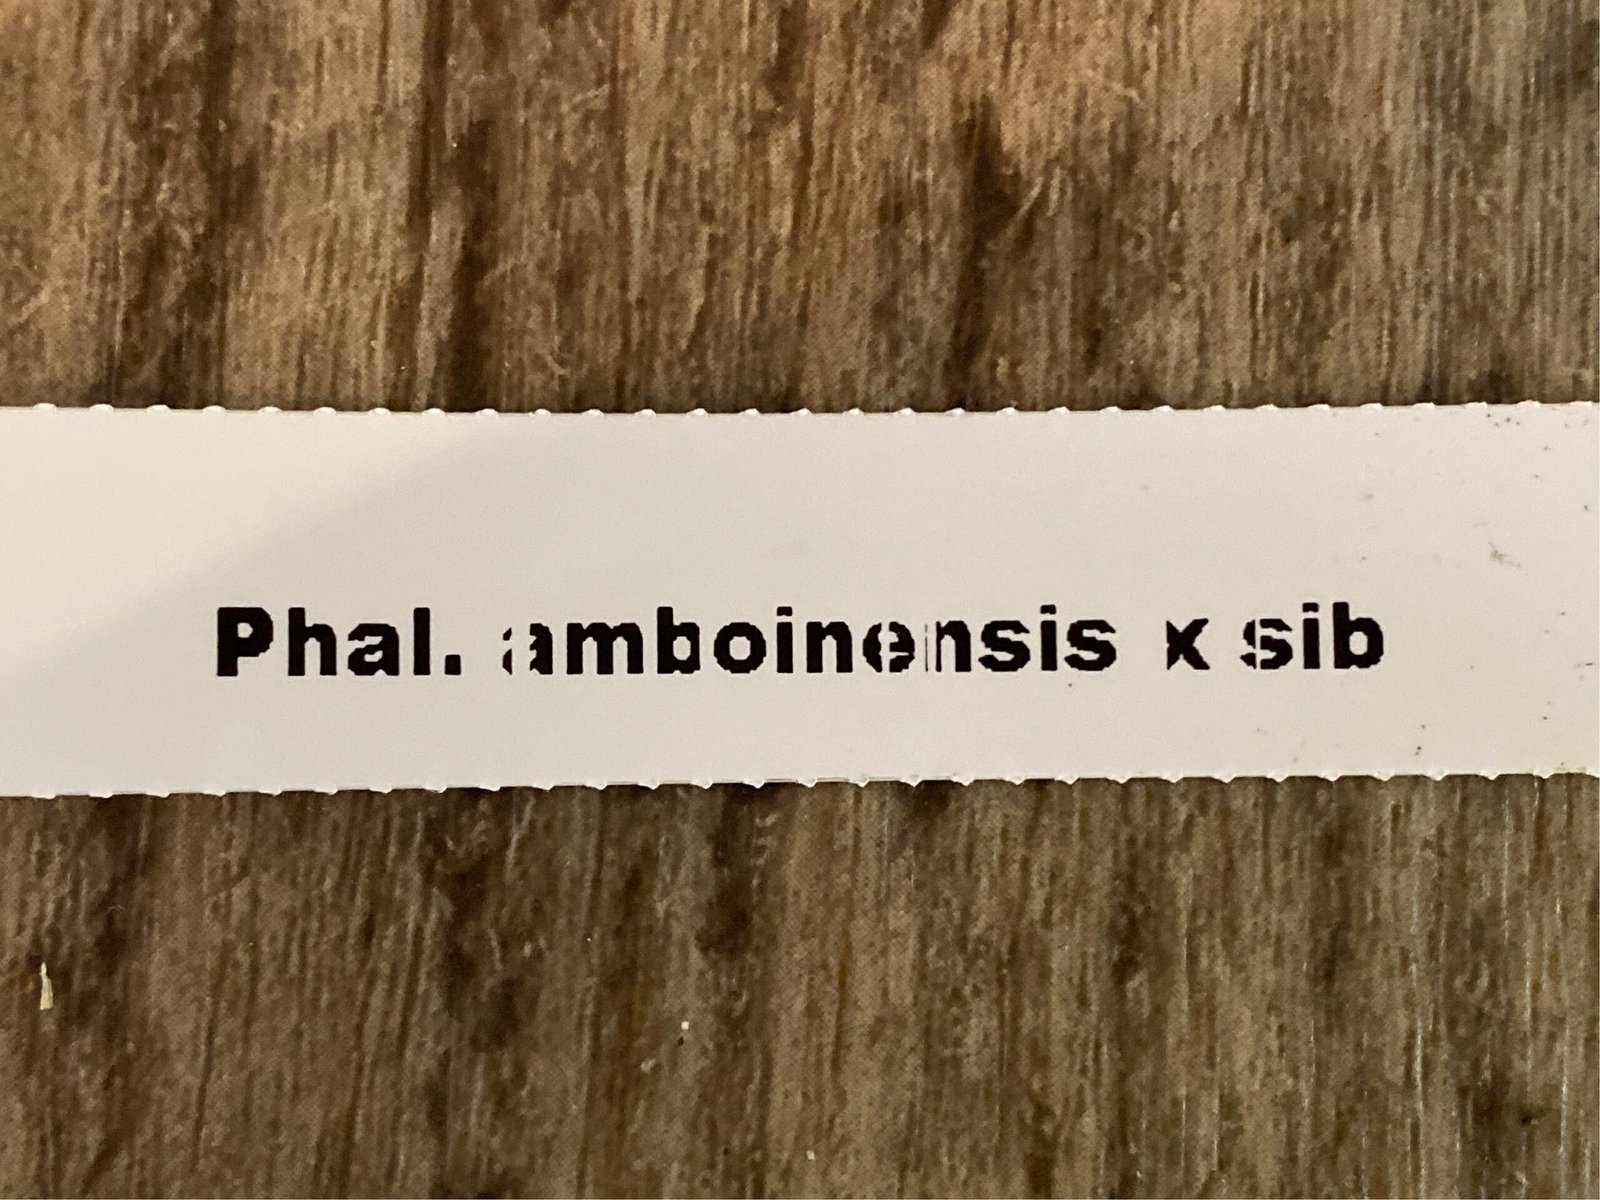 Phal. amboinensis x sib